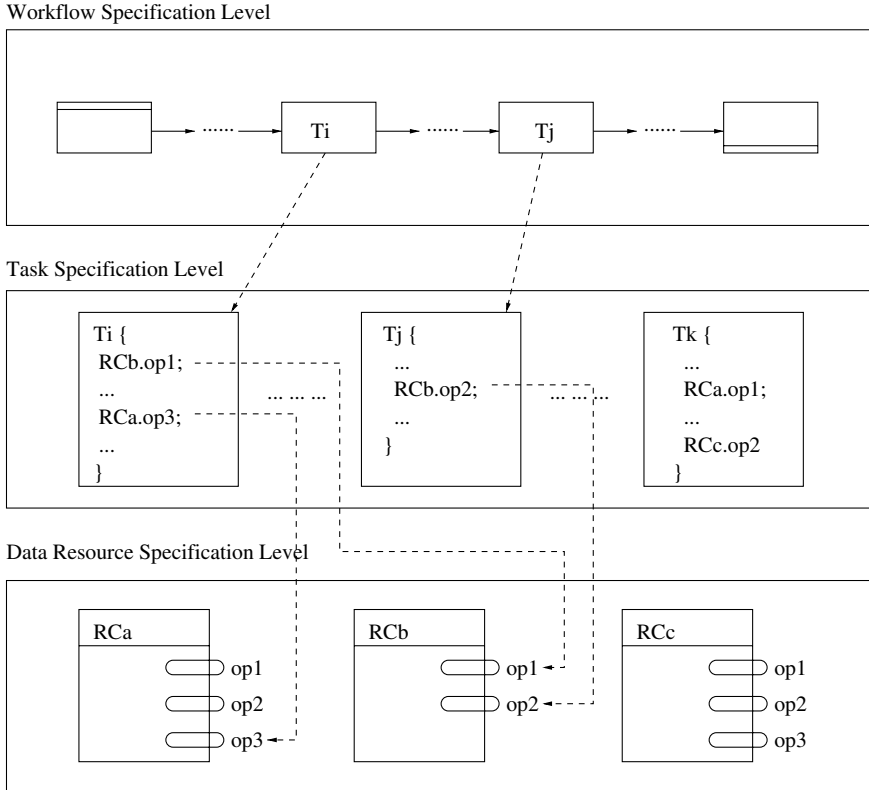 Workflow Specification Level
...... Ti ...... Tj ......
Task Specification Level
Ti {
RCb.op1;
...
RCa.op3;
...
}
... ... ...
Tj {
...
RCb.op2;
...
}
... ... ...
Tk {
...
RCa.op1;
...
RCc.op2
}
Data Resource Specification Level
RCa
op1
op2
op3
RCb
op1
op2
RCc
op1
op2
op3